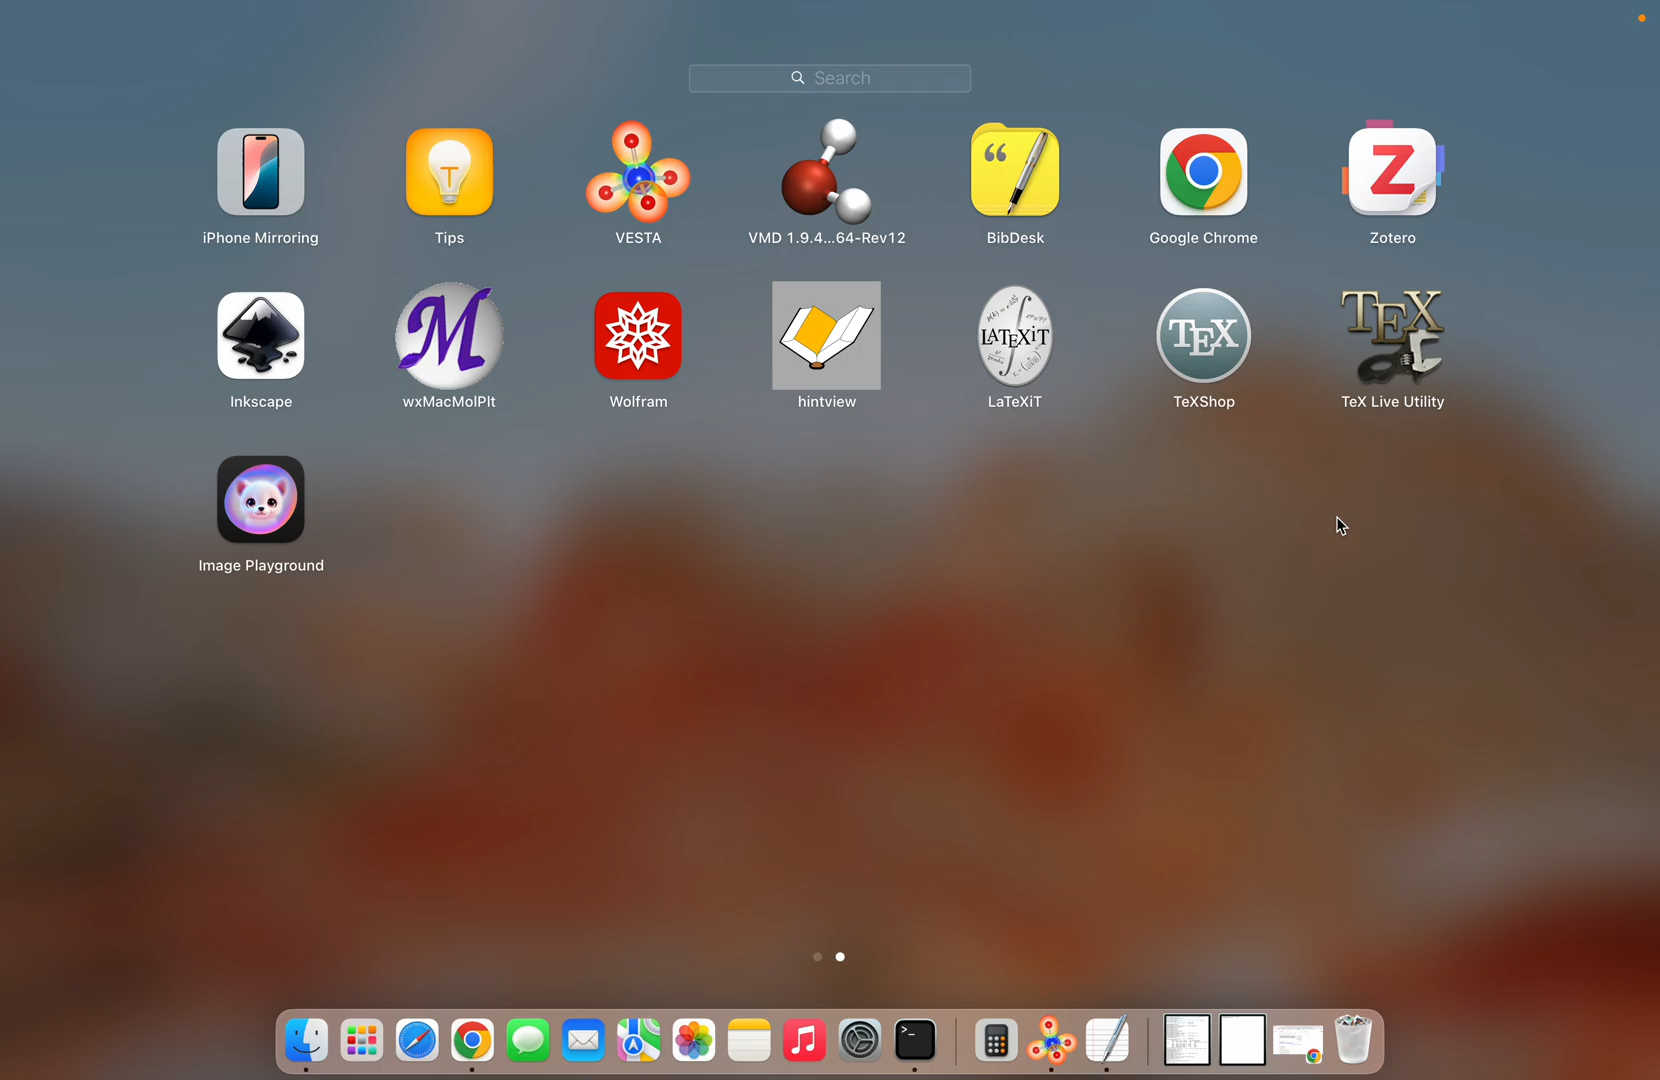 Search
iPhone Mirroring
Tips
VESTA
VMD 1.9.4...64-Rev12
BibDesk
Google Chrome
Zotero
Inkscape
wxMacMolPlt
Wolfram
hintview
LaTeXiT
TeXShop
TeX Live Utility
Image Playground